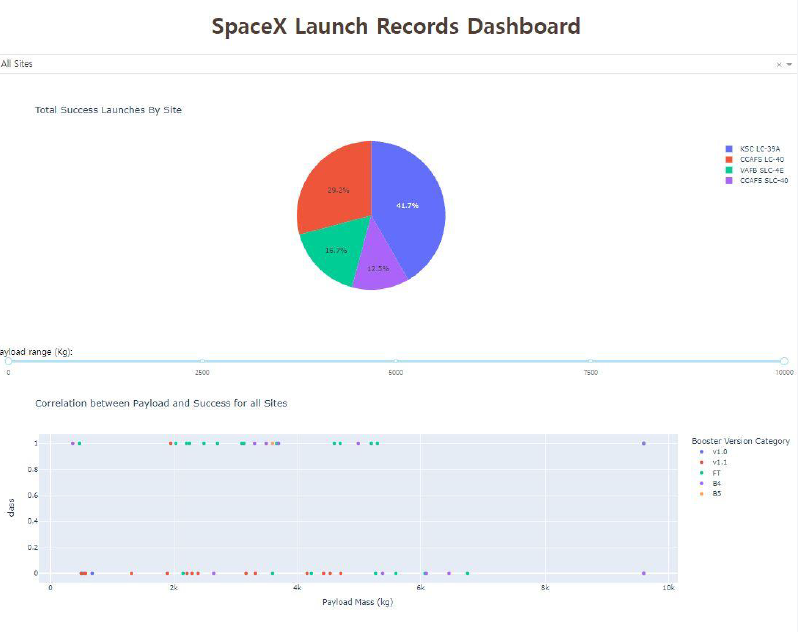 SpaceX Launch Records Dashboard
All Sites
×
Total Success Launches By Site
KSC LC-39A
CCAFS LC-40
VAFB SLC-4E
CCAFS SLC-40
29.2%
41.7%
16.7%
12.5%
ayload range (Kg):
0 2500 5000 7500 10000
Correlation between Payload and Success for all Sites
Booster Version Category
v1.0
v1.1
FT
B4
B5
1
0.8
0.6
0.4
0.2
0
class
0 2k 4k 6k 8k 10k
Payload Mass (kg)